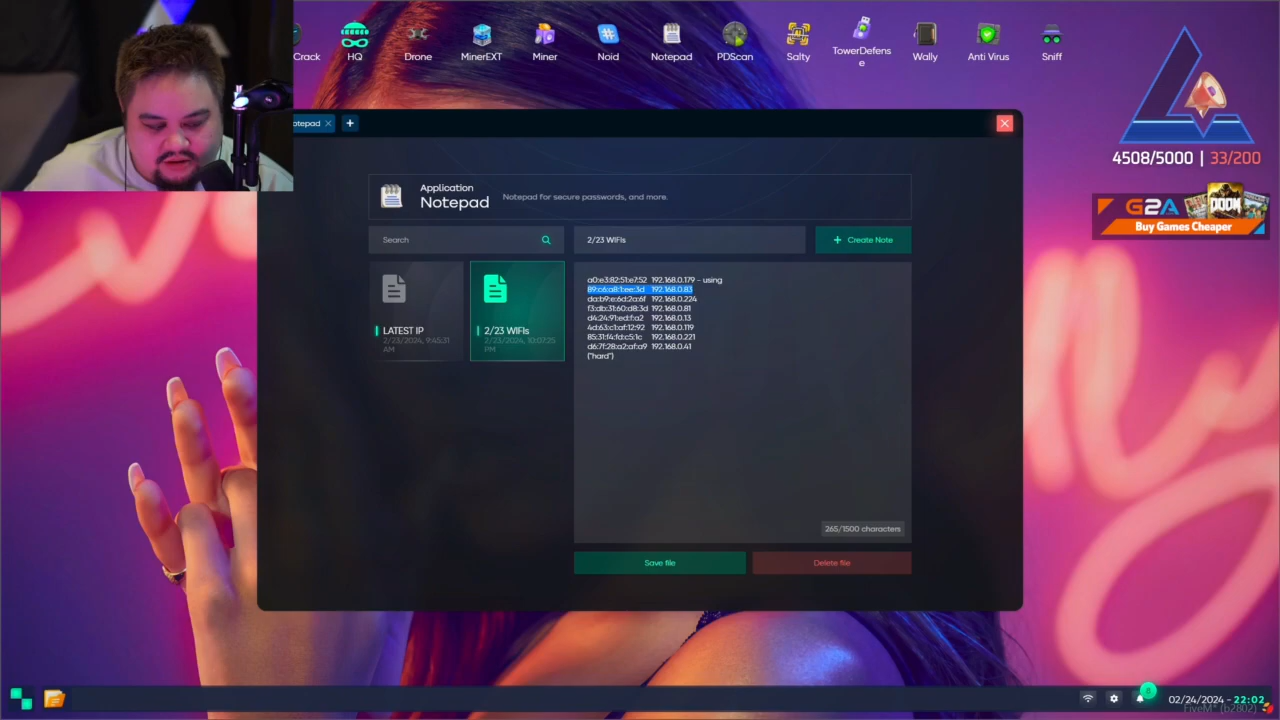 Crack
HQ
Drone
MinerEXT
Miner
Noid
Notepad
PDScan
Salty
TowerDefens
e
Wally
Anti Virus
Sniff
otepad
4508/5000 | 33/200
G2A
DOOM
Buy Games Cheaper
Application
Notepad
Notepad for secure passwords, and more.
Search
2/23 WIFIs
Create Note
LATEST IP
2/23/2024, 9:45:31
AM
2/23 WIFIs
2/23/2024, 10:07:25
PM
a0:e3:82:51:e7:52 192.168.0.179 - using
89:c6:a8:1:ee:3d 192.168.0.83
da:b9:e:6d:2a:6f 192.168.0.224
f3:db:31:60:d8:3d 192.168.0.81
d4:24:91:ed:f:a2 192.168.0.13
4d:63:c1:af:12:92 192.168.0.119
85:31:f4:fd:c5:1c 192.168.0.221
d6:7f:28:a2:af:a9 192.168.0.41
("hard")
265/1500 characters
Save file
Delete file
8
02/24/2024 - 22:02
FiveM* (b2802)